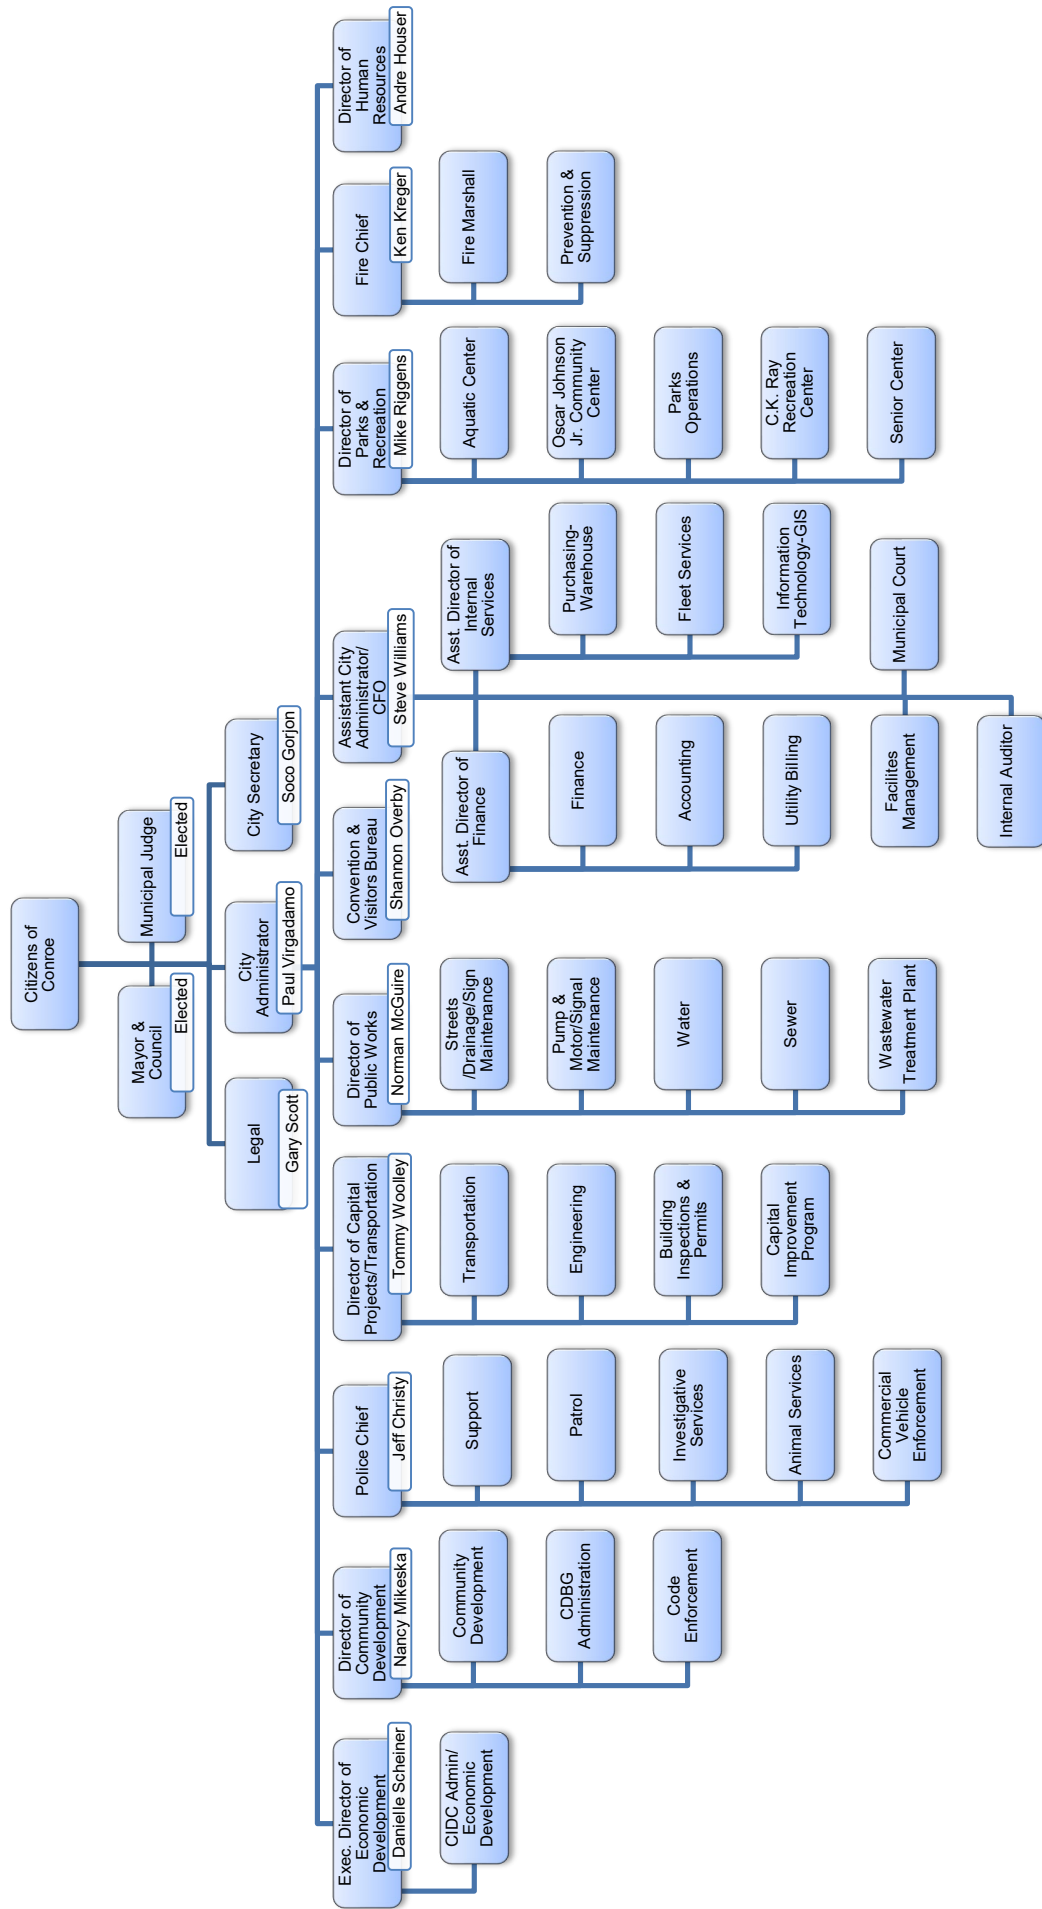 Citizens of
Conroe
Mayor &
Council
Elected
Municipal Judge
Elected
Legal
Gary Scott
City
Administrator
Paul Virgadamo
City Secretary
Soco Gorjon
Exec. Director of
Economic
Development
Danielle Scheiner
CIDC Admin/
Economic
Development
Director of
Community
Development
Nancy Mikeska
Community
Development
CDBG
Administration
Code
Enforcement
Police Chief
Jeff Christy
Support
Patrol
Investigative
Services
Animal Services
Commercial
Vehicle
Enforcement
Director of Capital
Projects/Transportation
Tommy Woolley
Transportation
Engineering
Building
Inspections &
Permits
Capital
Improvement
Program
Director of
Public Works
Norman McGuire
Streets
/Drainage/Sign
Maintenance
Pump &
Motor/Signal
Maintenance
Water
Sewer
Wastewater
Treatment Plant
Convention &
Visitors Bureau
Shannon Overby
Assistant City
Administrator/
CFO
Steve Williams
Asst. Director of
Finance
Finance
Accounting
Utility Billing
Asst. Director of
Internal
Services
Purchasing-
Warehouse
Fleet Services
Information
Technology-GIS
Facilites
Management
Municipal Court
Internal Auditor
Director of
Parks &
Recreation
Mike Riggens
Aquatic Center
Oscar Johnson
Jr. Community
Center
Parks
Operations
C.K. Ray
Recreation
Center
Senior Center
Fire Chief
Ken Kreger
Fire Marshall
Prevention &
Suppression
Director of
Human
Resources
Andre Houser